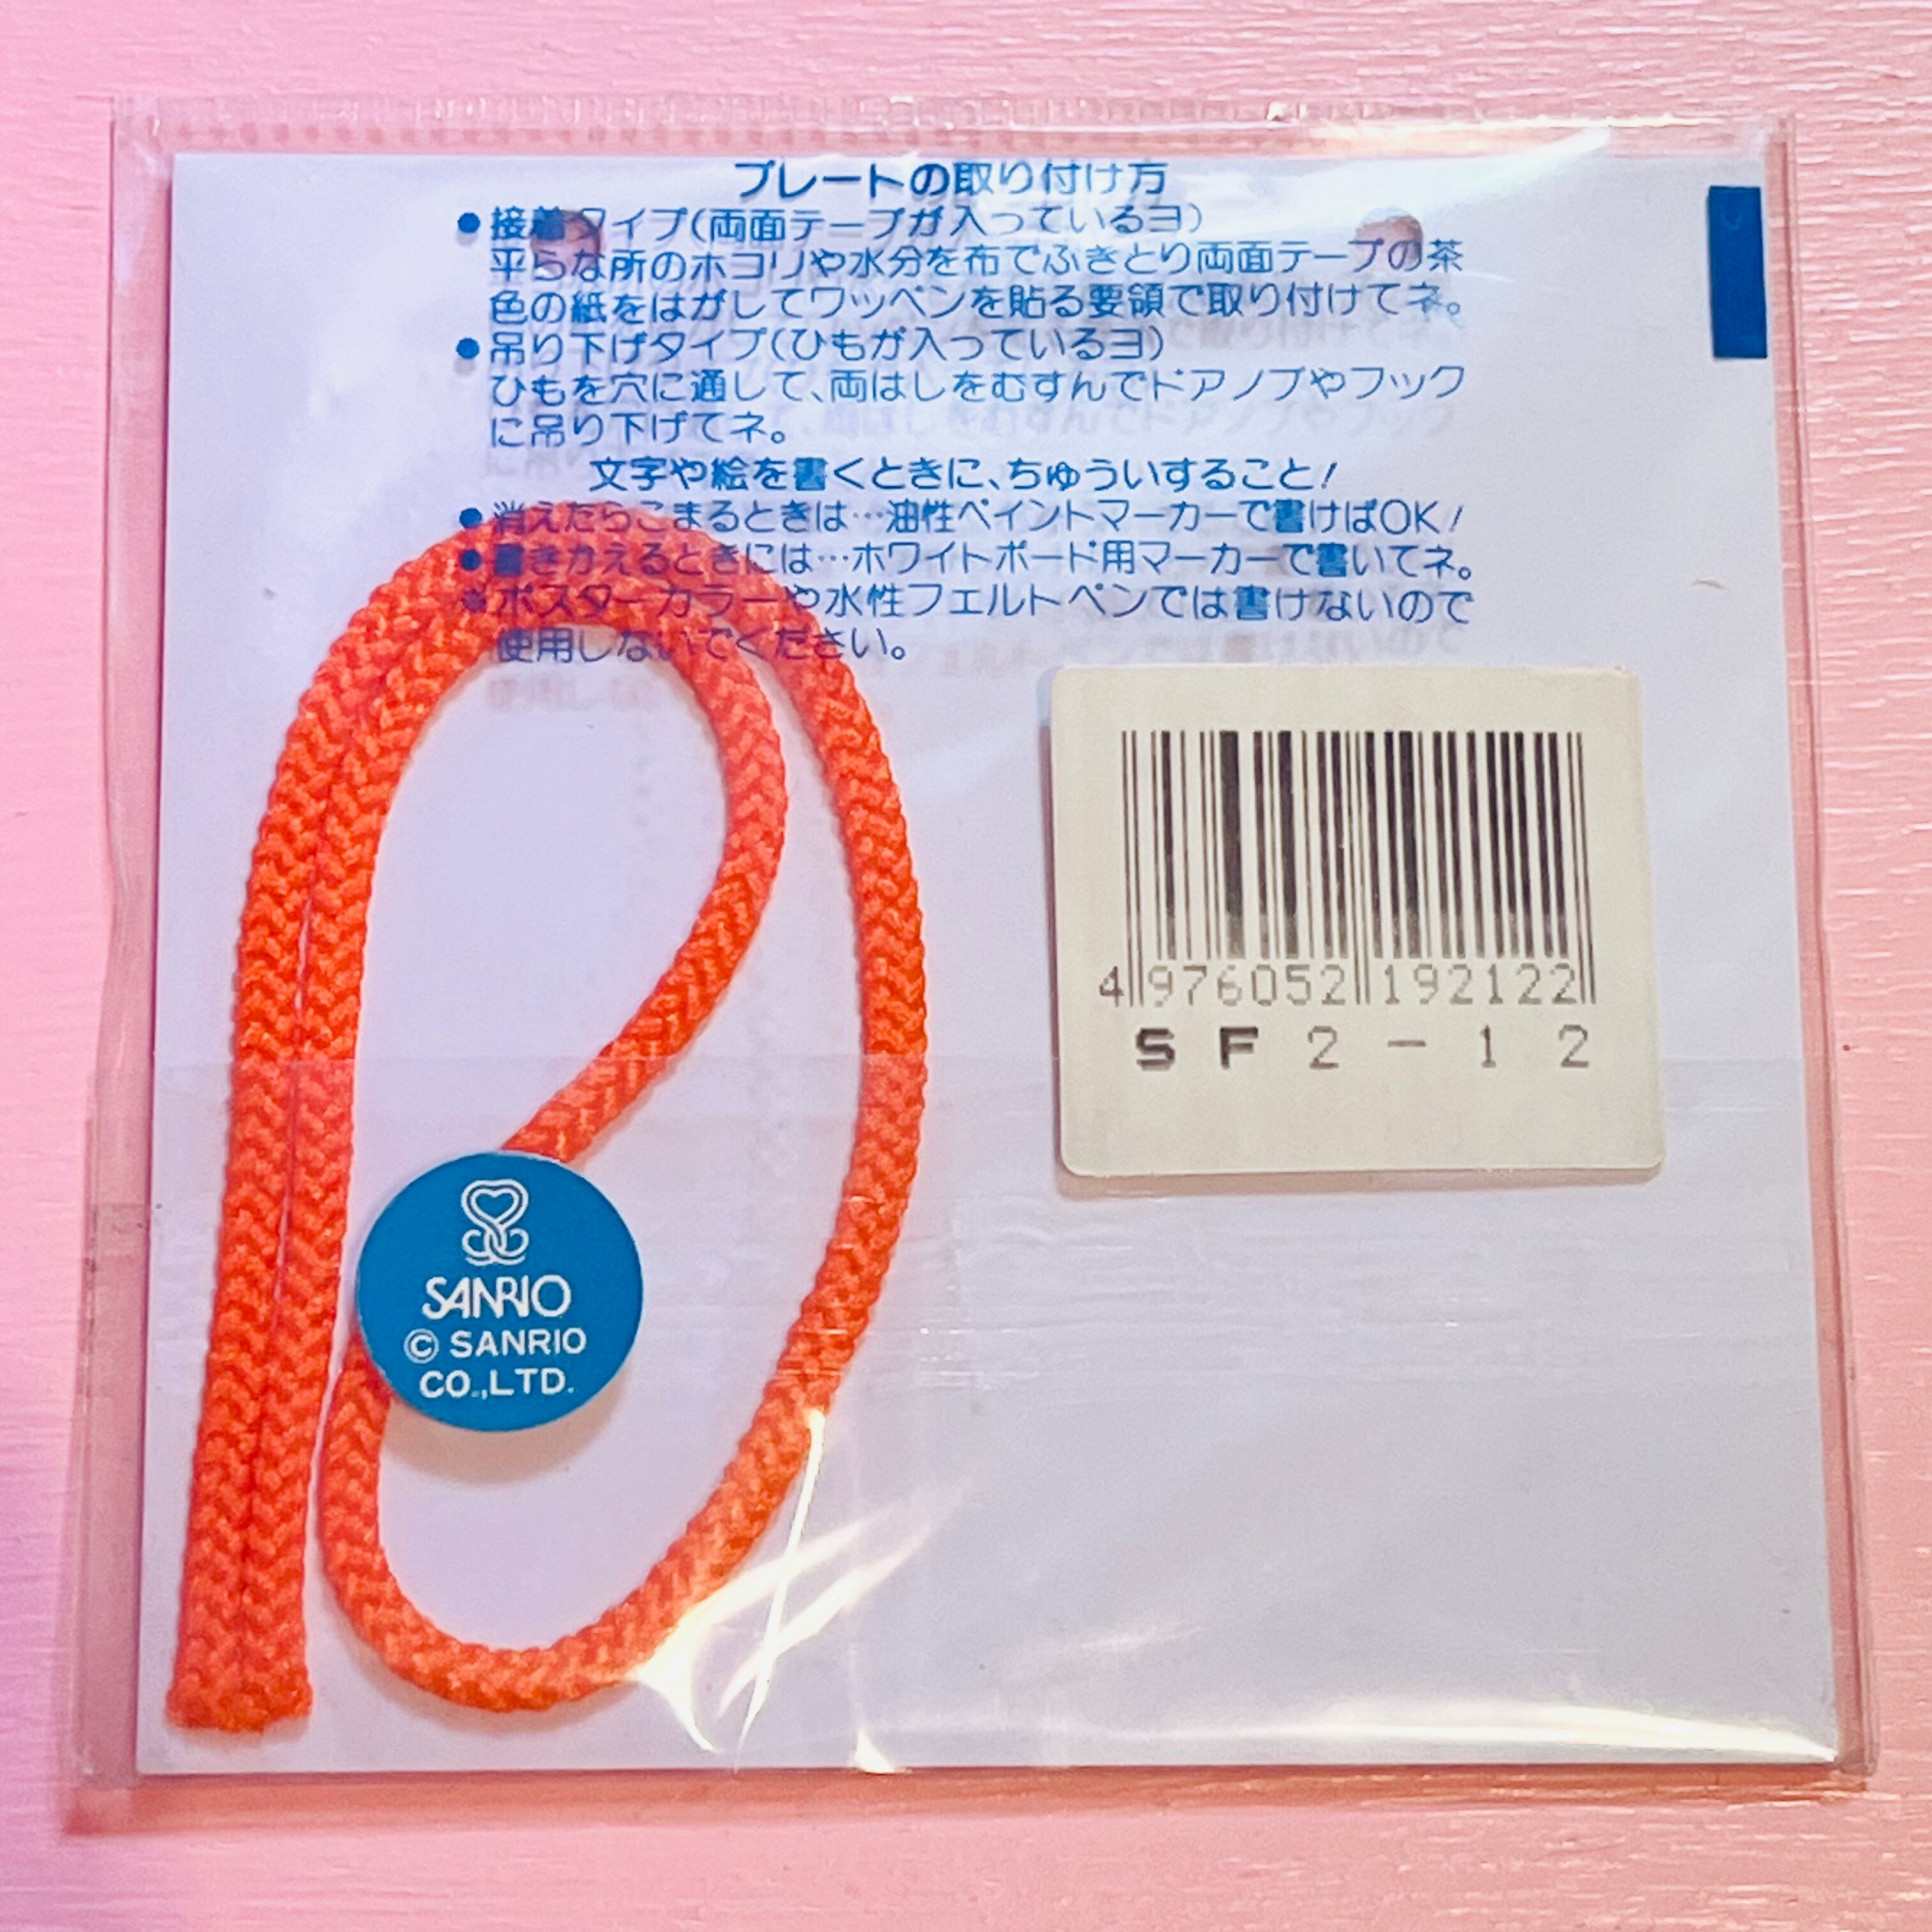 プレートの取り付け方
●接着タイプ(両面テープが入っているヨ)
平らな所のホコリや水分を布でふきとり両面テープの茶
色の紙をはがしてワッペンを貼る要領で取り付けてネ。
●吊り下げタイプ(ひもが入っているヨ)
ひもを穴に通して、両はしをむすんでドアノブやフック
に吊り下げてネ。
文字や絵を書くときに、ちゅういすること!
●消えたらこまるときは…油性ペイントマーカーで書けばOK!
●書きかえるときには…ホワイトボード用マーカーで書いてネ。
*ポスターカラーや水性フェルトペンでは書けないので
使用しないでください。
4 976052 192122
SF2-12
SANRIO
© SANRIO
CO.,LTD.